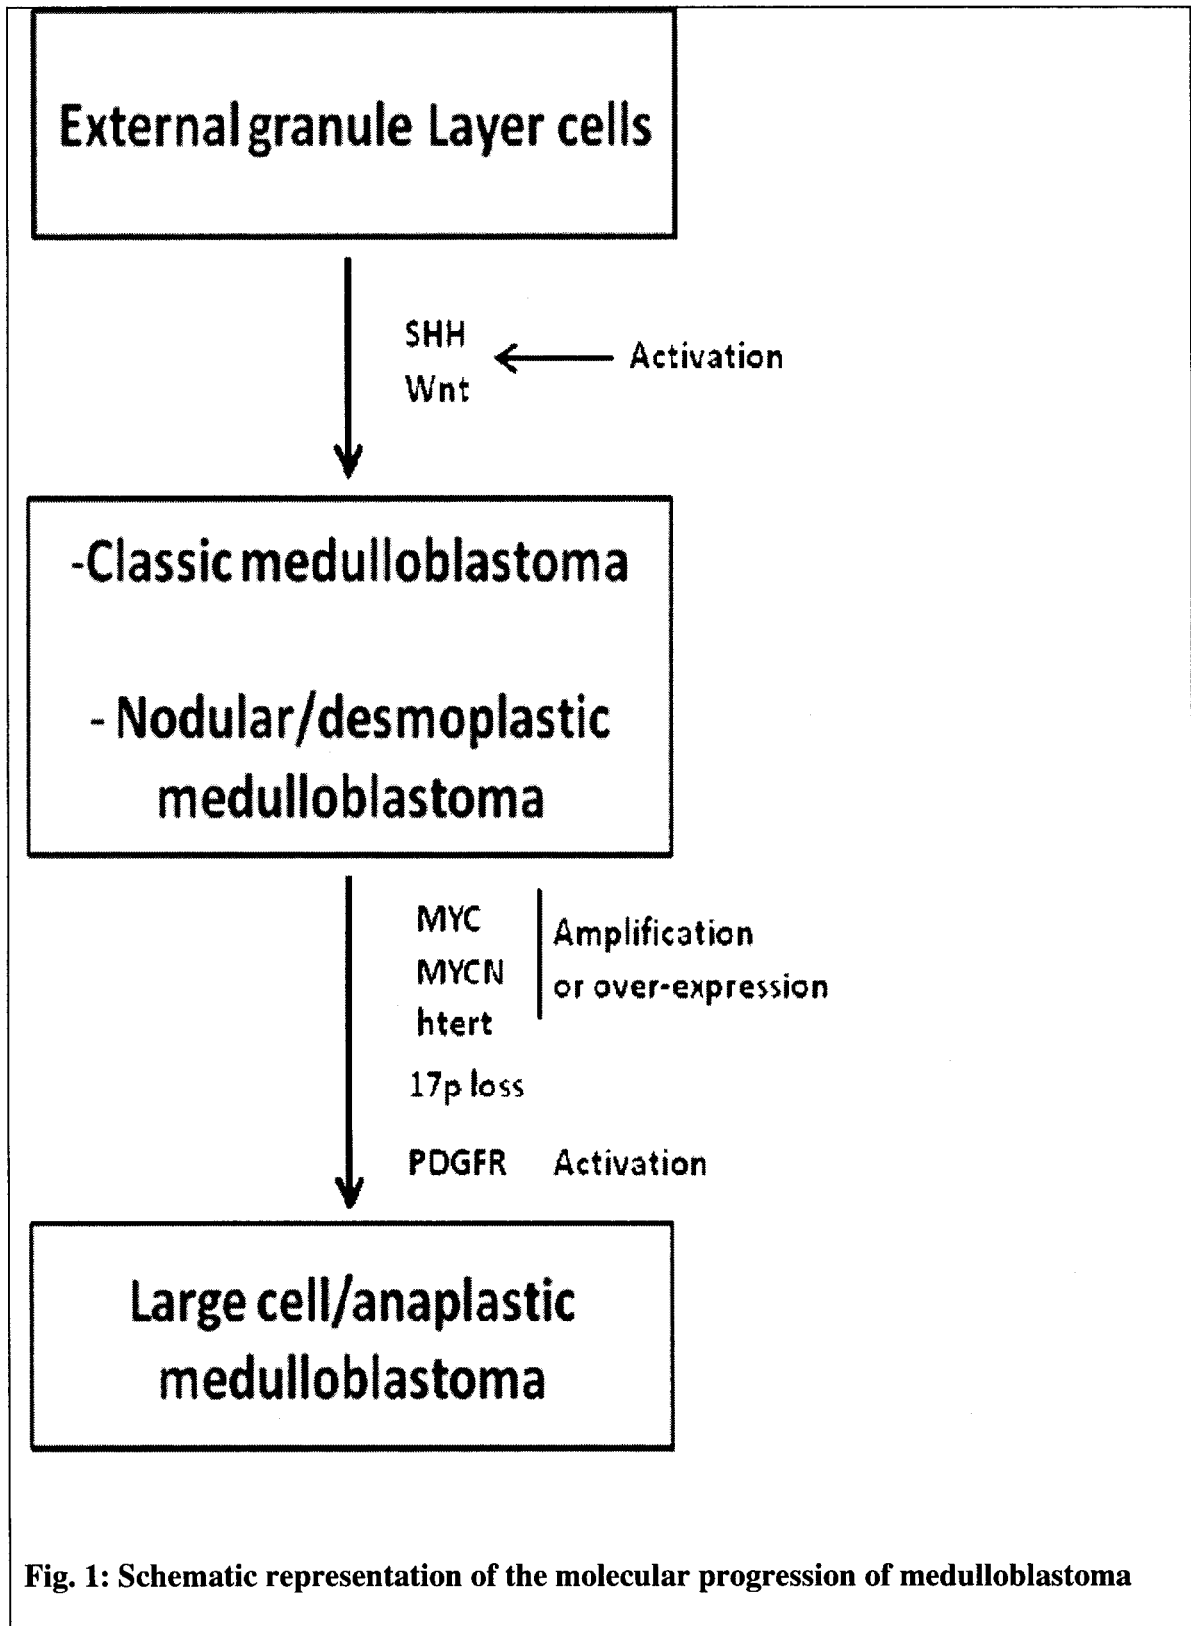 External granule Layer cells
SHH
Wnt
Activation
-Classic medulloblastoma
- Nodular/desmoplastic
medulloblastoma
MYC
MYCN
htert
Amplification
or over-expression
17p loss
PDGFR Activation
Large cell/anaplastic
medulloblastoma
Fig. 1: Schematic representation of the molecular progression of medulloblastoma